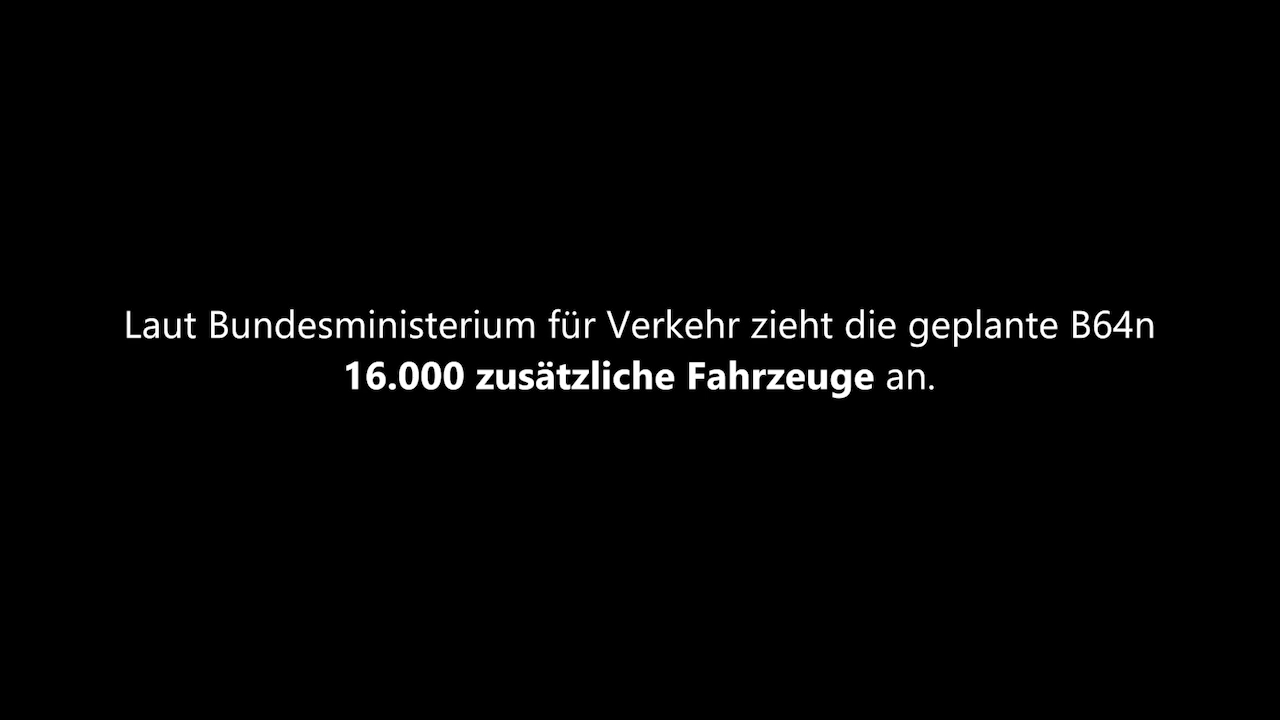 Laut Bundesministerium für Verkehr zieht die geplante B64n
16.000 zusätzliche Fahrzeuge an.